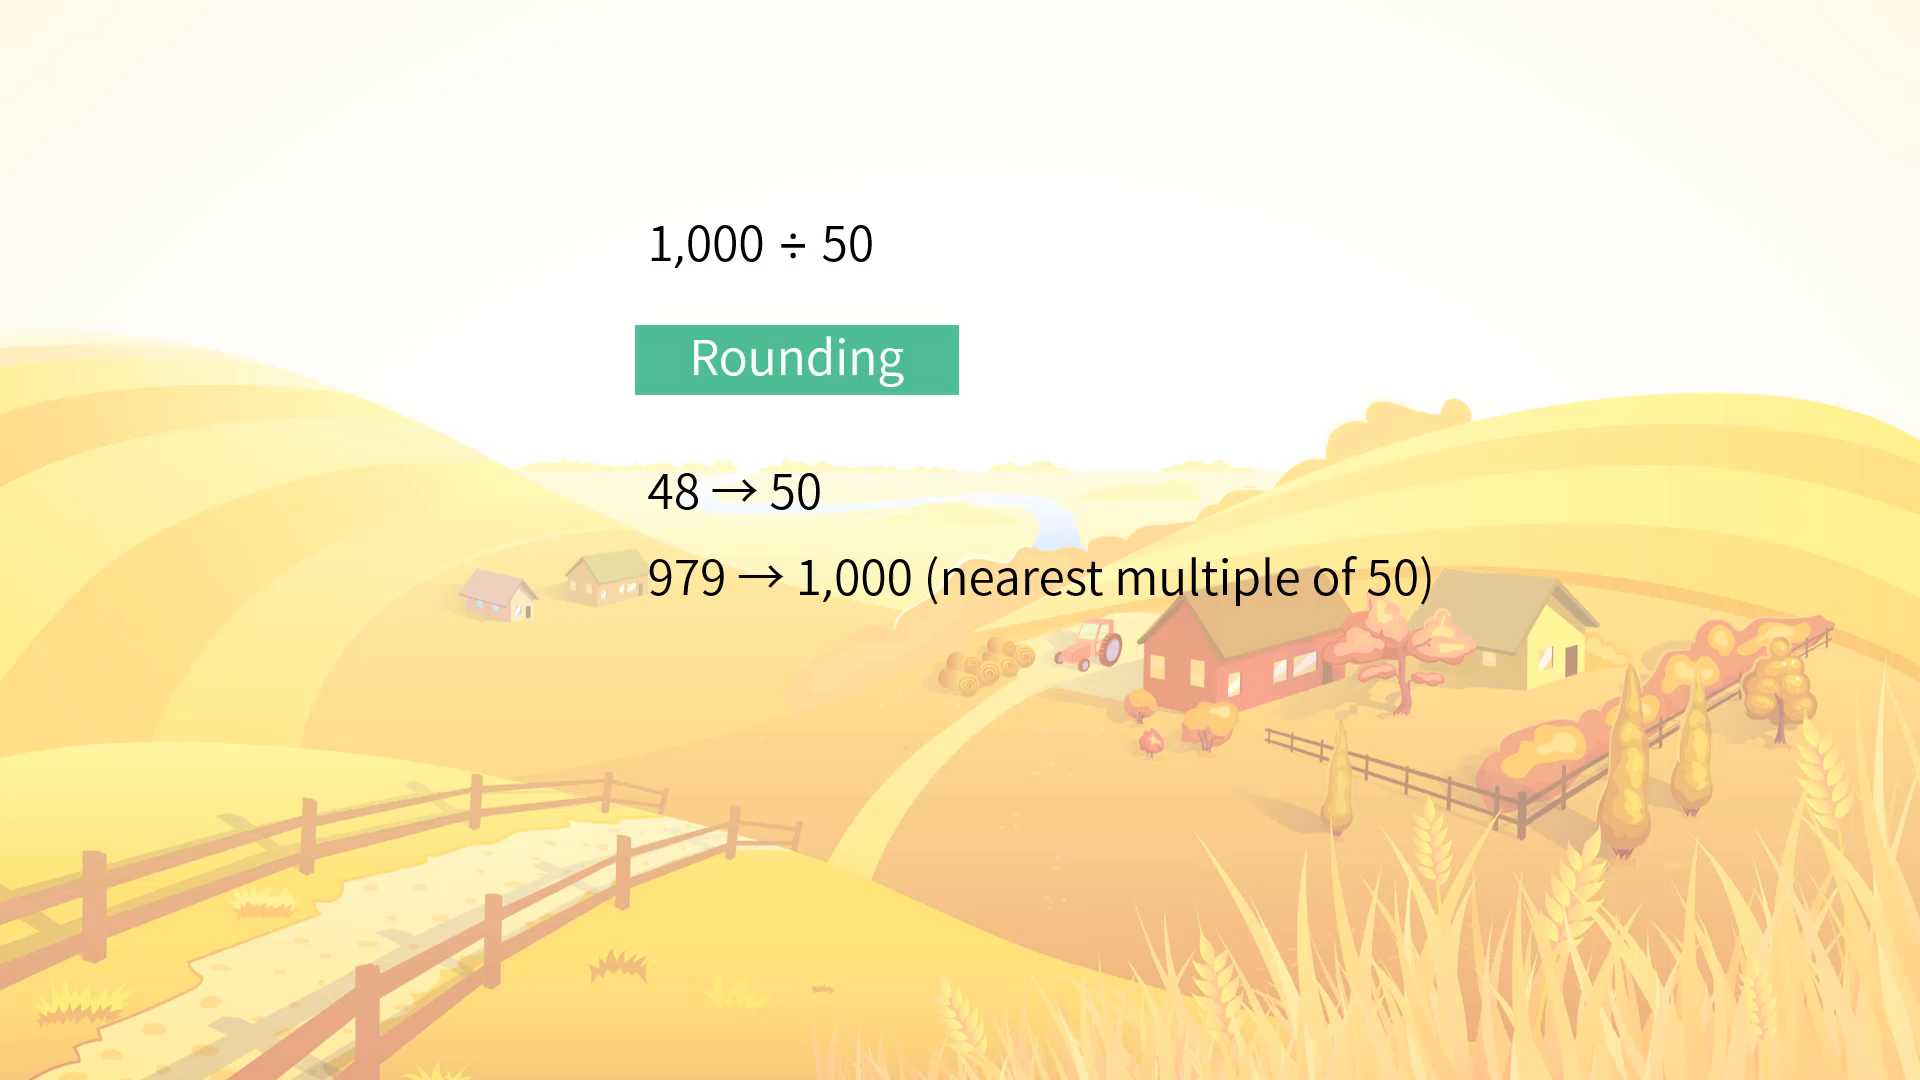 1,000 ÷ 50
Rounding
48 → 50
979 → 1,000 (nearest multiple of 50)